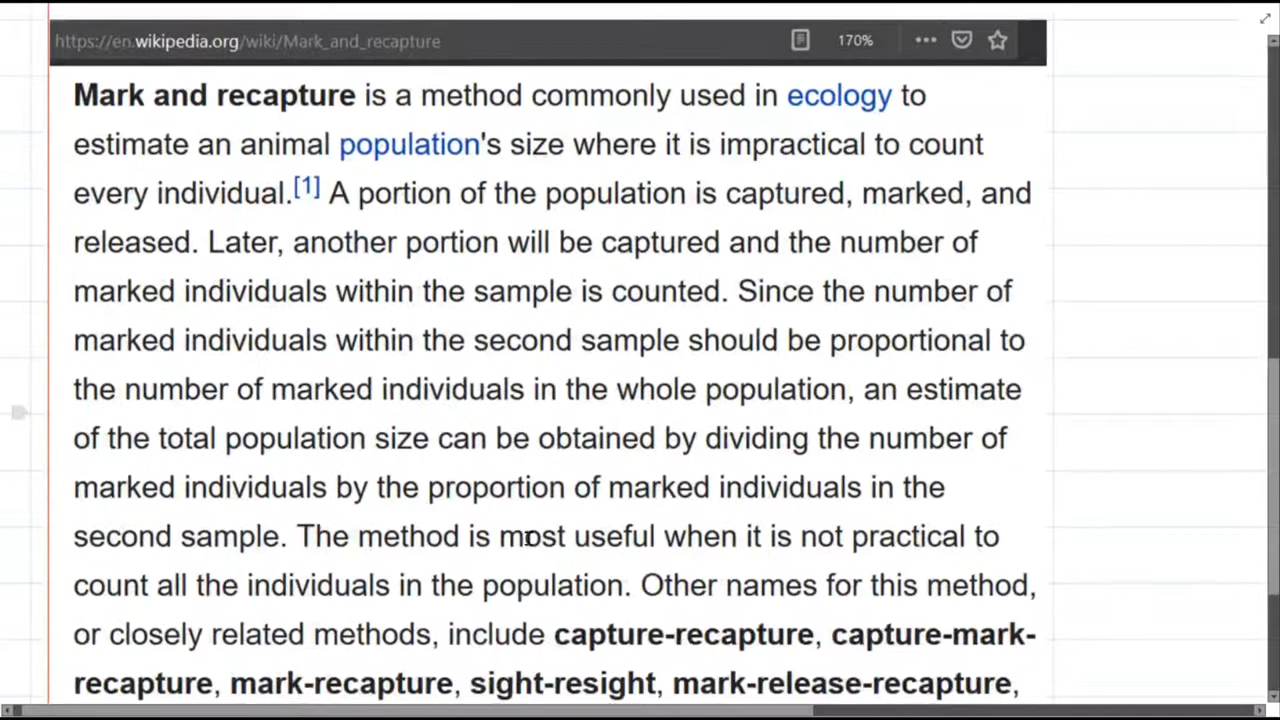 https://en.wikipedia.org/wiki/Mark_and_recapture 170%
Mark and recapture is a method commonly used in ecology to
estimate an animal population's size where it is impractical to count
every individual.[1] A portion of the population is captured, marked, and
released. Later, another portion will be captured and the number of
marked individuals within the sample is counted. Since the number of
marked individuals within the second sample should be proportional to
the number of marked individuals in the whole population, an estimate
of the total population size can be obtained by dividing the number of
marked individuals by the proportion of marked individuals in the
second sample. The method is most useful when it is not practical to
count all the individuals in the population. Other names for this method,
or closely related methods, include capture-recapture, capture-mark-
recapture, mark-recapture, sight-resight, mark-release-recapture,